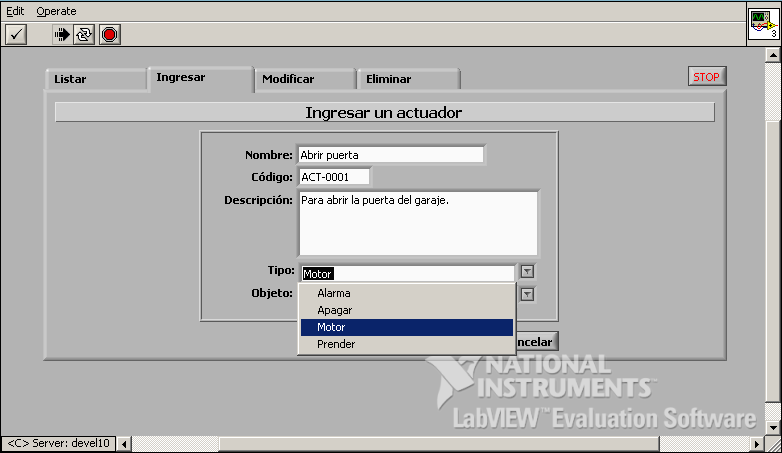 Edit Operate
3
Listar Ingresar Modificar Eliminar STOP
Ingresar un actuador
Nombre: Abrir puerta
Código: ACT-0001
Descripción: Para abrir la puerta del garaje.
Tipo: Motor
Objeto:
Alarma
Apagar
Motor
Prender
ncelar
NATIONAL
INSTRUMENTS™
LabVIEW™ Evaluation Software
<C> Server: devel10